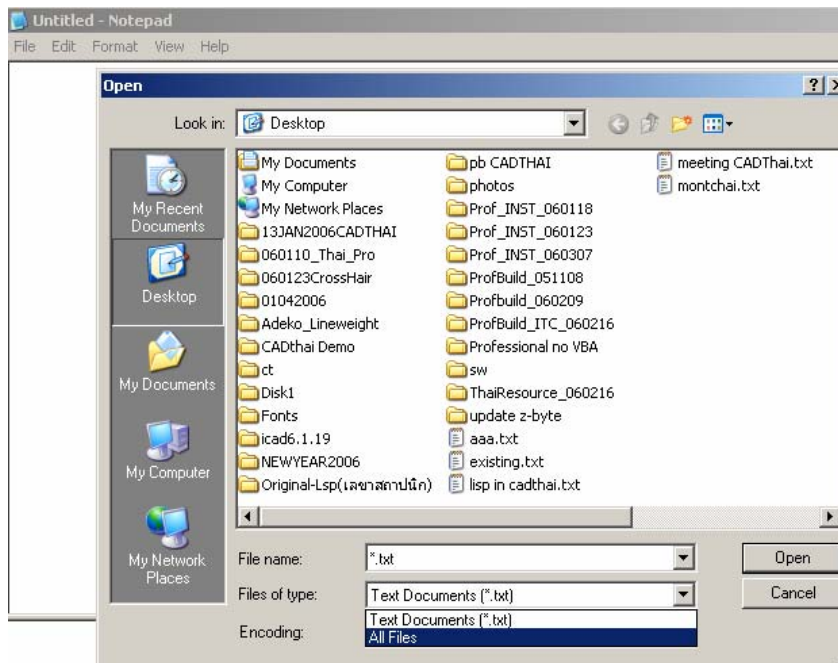 Untitled - Notepad
File Edit Format View Help
Open
Look in: Desktop
My Recent Documents
Desktop
My Documents
My Computer
My Network Places
My Documents
My Computer
My Network Places
13JAN2006CADTHAI
060110_Thai_Pro
060123CrossHair
01042006
Adeko_Lineweight
CADthai Demo
ct
Disk1
Fonts
icad6.1.19
NEWYEAR2006
Original-Lsp(เลขาสถาปนิก)
pb CADTHAI
photos
Prof_INST_060118
Prof_INST_060123
Prof_INST_060307
ProfBuild_051108
Profbuild_060209
ProfBuild_ITC_060216
Professional no VBA
sw
ThaiResource_060216
update z-byte
aaa.txt
existing.txt
lisp in cadthai.txt
meeting CADThai.txt
montchai.txt
File name: *.txt
Open
Files of type: Text Documents (*.txt)
Cancel
Text Documents (*.txt)
Encoding:
All Files